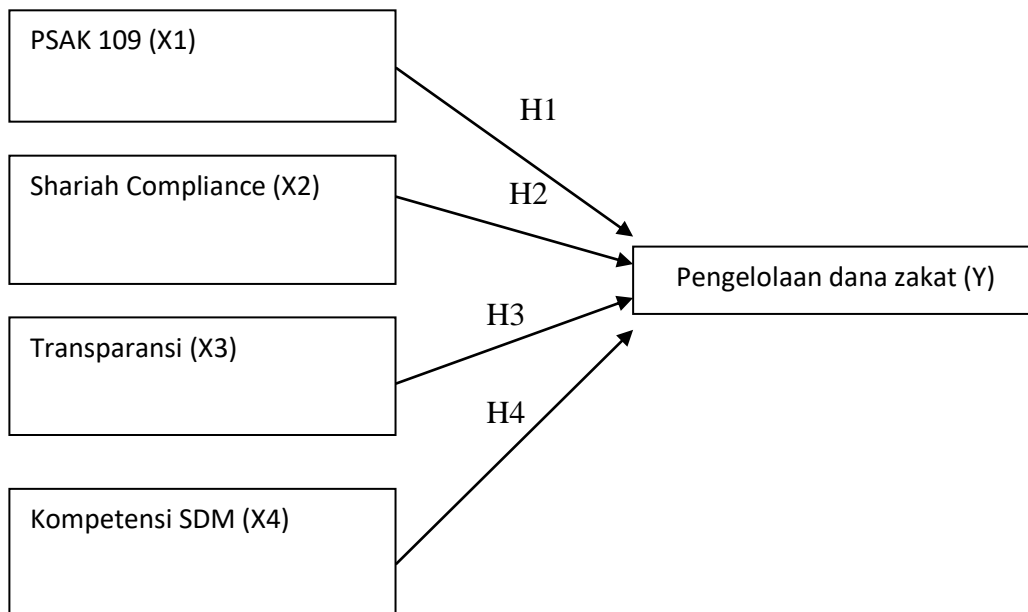 PSAK 109 (X1)
H1
Shariah Compliance (X2)
H2
Pengelolaan dana zakat (Y)
Transparansi (X3)
H3
H4
Kompetensi SDM (X4)